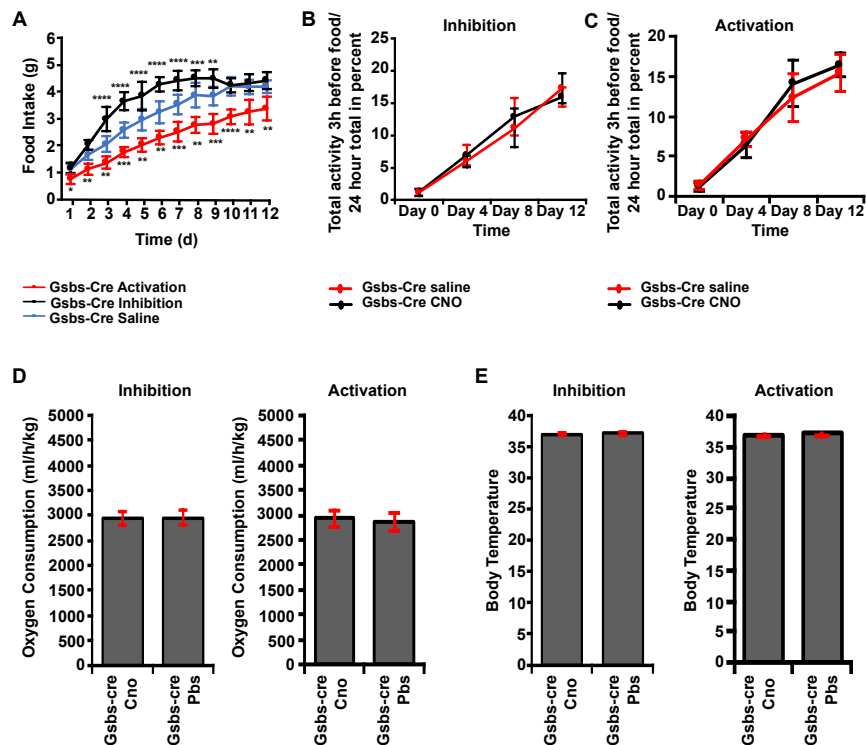 A
Food Intake (g)
6
5
4
3
2
1
0
****
****
****
****
****
***
**
*
**
**
***
**
**
***
**
***
****
**
**
1 2 3 4 5 6 7 8 9 10 11 12
Time (d)
Gsbs-Cre Activation
Gsbs-Cre Inhibition
Gsbs-Cre Saline
B
Inhibition
Total activity 3h before food/
24 hour total in percent
25
20
15
10
5
0
Day 0 Day 4 Day 8 Day 12
Time
Gsbs-Cre saline
Gsbs-Cre CNO
C
Activation
Total activity 3h before food/
24 hour total in percent
20
15
10
5
0
Day 0 Day 4 Day 8 Day 12
Time
Gsbs-Cre saline
Gsbs-Cre CNO
D
Inhibition
Oxygen Consumption (ml/h/kg)
5000
4500
4000
3500
3000
2500
2000
1500
1000
500
0
Gsbs-cre
Cno
Gsbs-cre
Pbs
Activation
Oxygen Consumption (ml/h/kg)
5000
4500
4000
3500
3000
2500
2000
1500
1000
500
0
Gsbs-cre
Cno
Gsbs-cre
Pbs
E
Inhibition
Body Temperature
40
35
30
25
20
15
10
5
0
Gsbs-cre
Cno
Gsbs-cre
Pbs
Activation
Body Temperature
40
35
30
25
20
15
10
5
0
Gsbs-cre
Cno
Gsbs-cre
Pbs